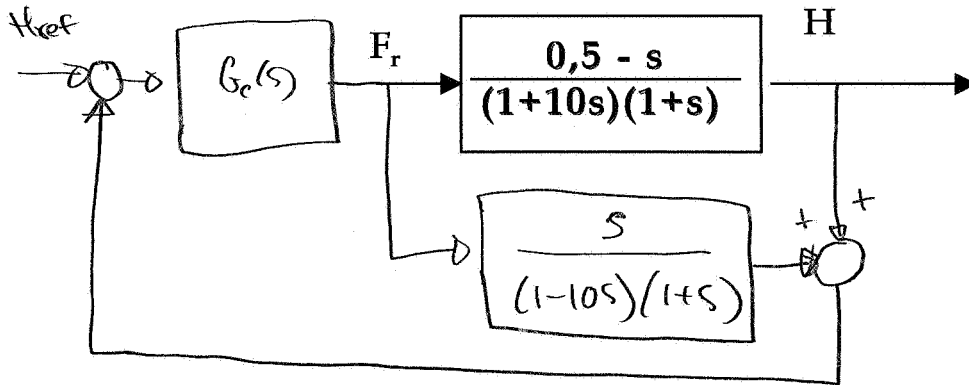 Href
Gc(s)
Fr
0,5 - s
(1+10s)(1+s)
H
+
+
s
(1-10s)(1+s)